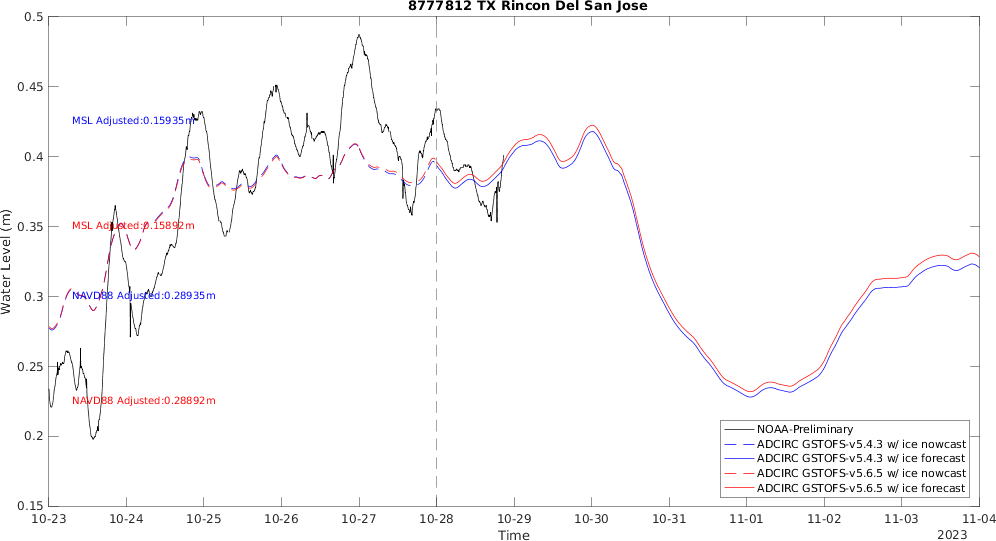 8777812 TX Rincon Del San Jose
0.5
0.45
0.4
0.35
0.3
0.25
0.2
0.15
Water Level (m)
MSL Adjusted:0.15935m
MSL Adjusted:0.15892m
NAVD88 Adjusted:0.28935m
NAVD88 Adjusted:0.28892m
NOAA-Preliminary
ADCIRC GSTOFS-v5.4.3 w/ ice nowcast
ADCIRC GSTOFS-v5.4.3 w/ ice forecast
ADCIRC GSTOFS-v5.6.5 w/ ice nowcast
ADCIRC GSTOFS-v5.6.5 w/ ice forecast
10-23 10-24 10-25 10-26 10-27 10-28 10-29 10-30 10-31 11-01 11-02 11-03 11-04
Time
2023